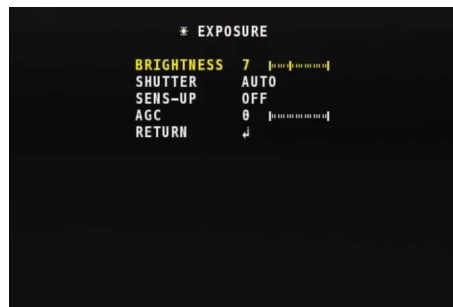 ☀ EXPOSURE
BRIGHTNESS 7
SHUTTER AUTO
SENS-UP OFF
AGC 0
RETURN ↲